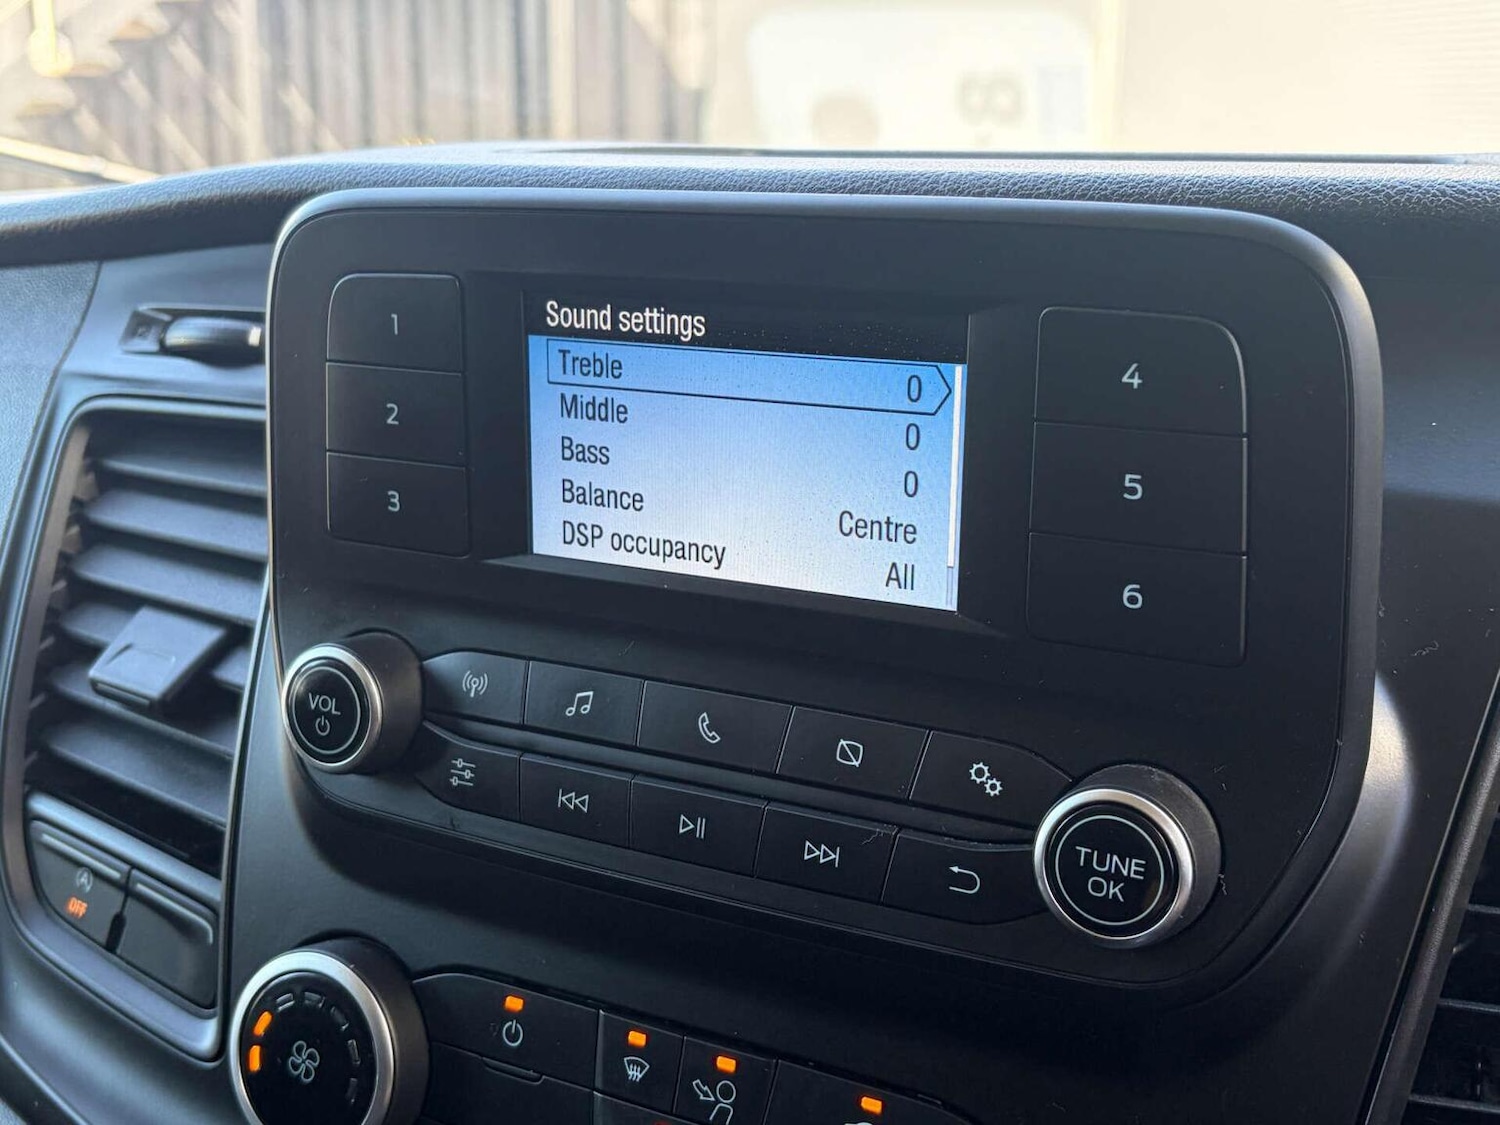 Sound settings
Treble 0
Middle 0
Bass 0
Balance Centre
DSP occupancy All
1
2
3
4
5
6
VOL
TUNE
OK
(A)
OFF